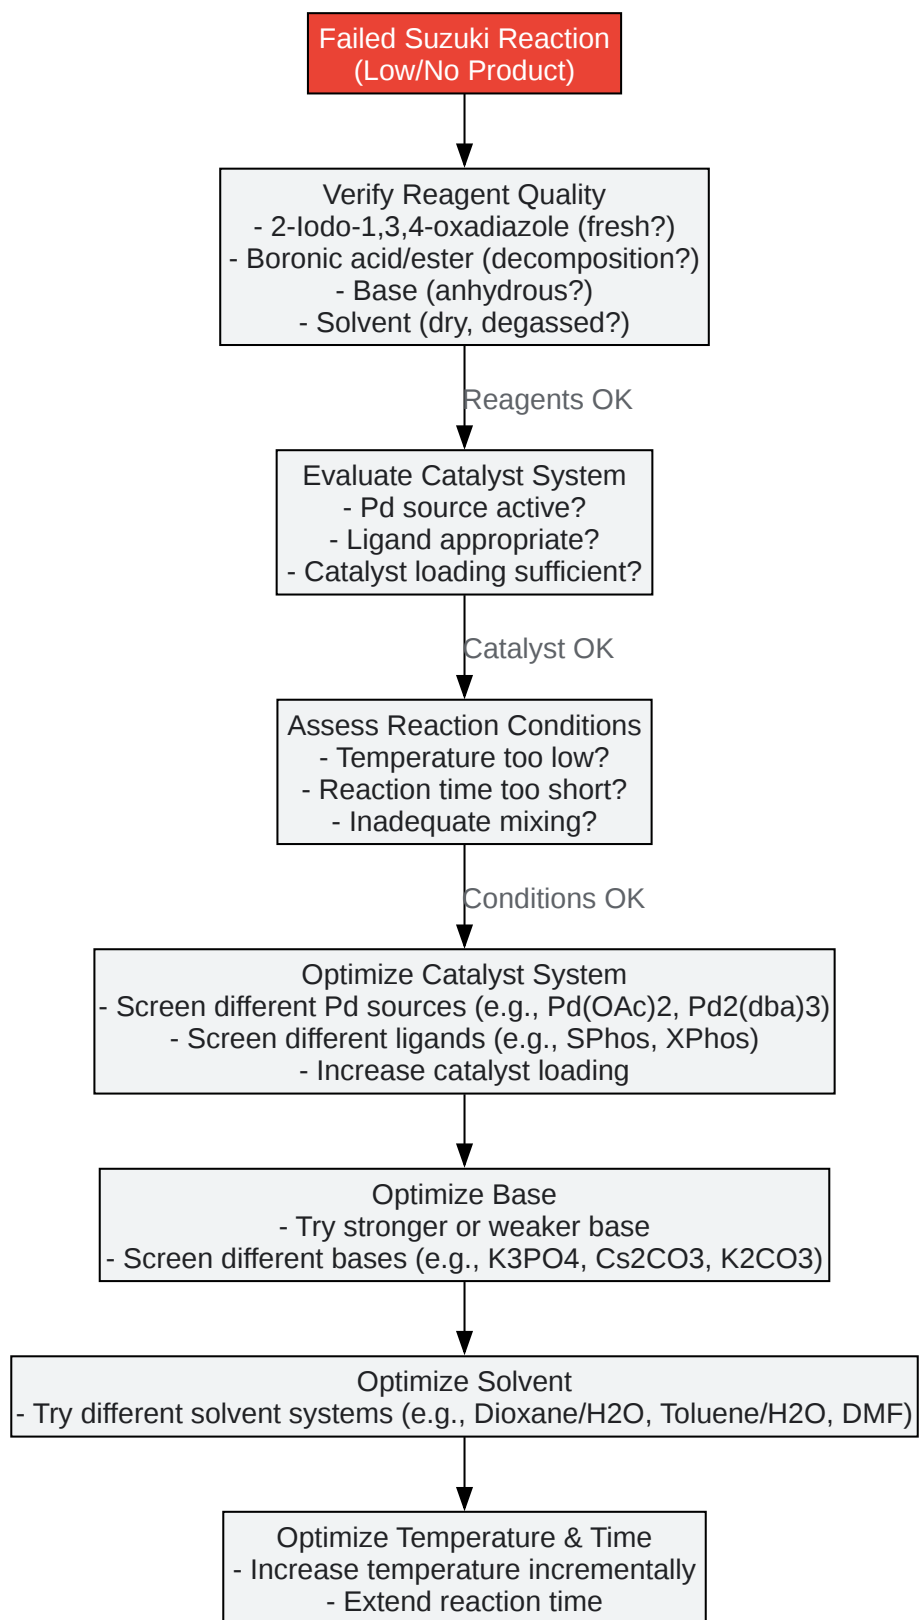 Failed Suzuki Reaction
(Low/No Product)
Verify Reagent Quality
- 2-Iodo-1,3,4-oxadiazole (fresh?)
- Boronic acid/ester (decomposition?)
- Base (anhydrous?)
- Solvent (dry, degassed?)
Reagents OK
Evaluate Catalyst System
- Pd source active?
- Ligand appropriate?
- Catalyst loading sufficient?
Catalyst OK
Assess Reaction Conditions
- Temperature too low?
- Reaction time too short?
- Inadequate mixing?
Conditions OK
Optimize Catalyst System
- Screen different Pd sources (e.g., Pd(OAc)2, Pd2(dba)3)
- Screen different ligands (e.g., SPhos, XPhos)
- Increase catalyst loading
Optimize Base
- Try stronger or weaker base
- Screen different bases (e.g., K3PO4, Cs2CO3, K2CO3)
Optimize Solvent
- Try different solvent systems (e.g., Dioxane/H2O, Toluene/H2O, DMF)
Optimize Temperature & Time
- Increase temperature incrementally
- Extend reaction time